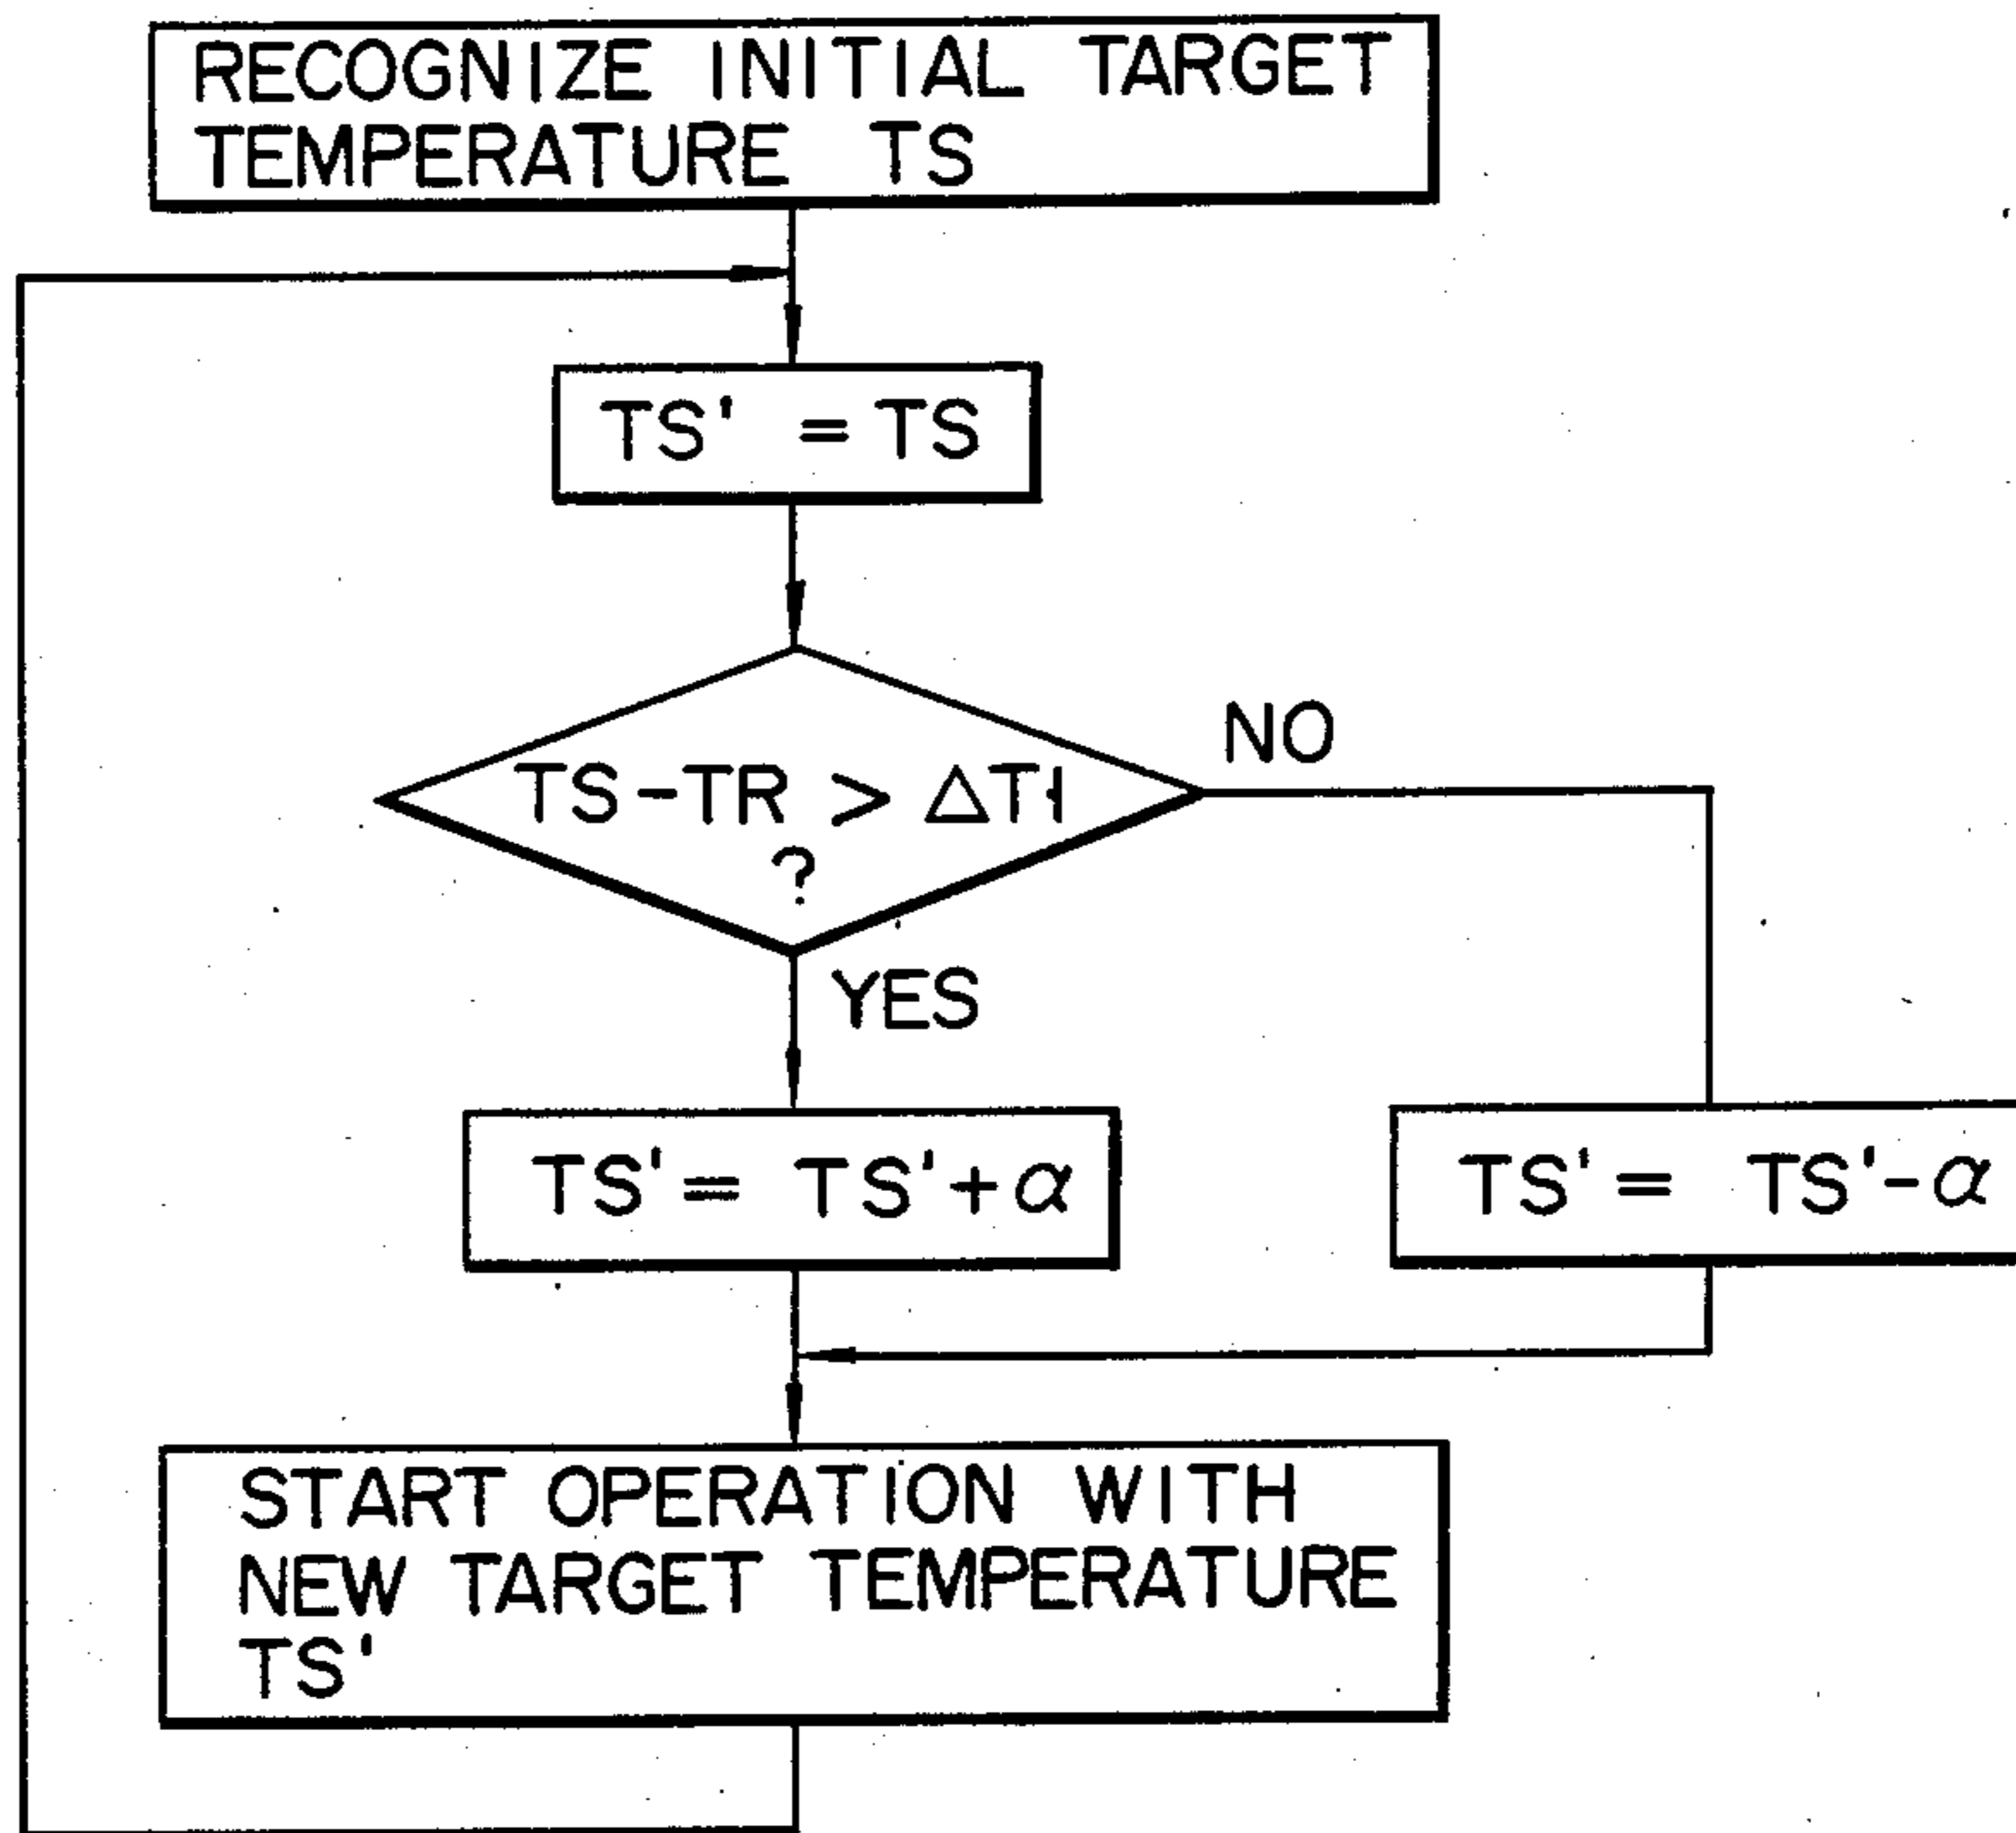 RECOGNIZE INITIAL TARGET
TEMPERATURE TS
TS' = TS
TS-TR > ΔT1
?
NO
YES
TS' = TS'+α
TS' = TS'-α
START OPERATION WITH
NEW TARGET TEMPERATURE
TS'